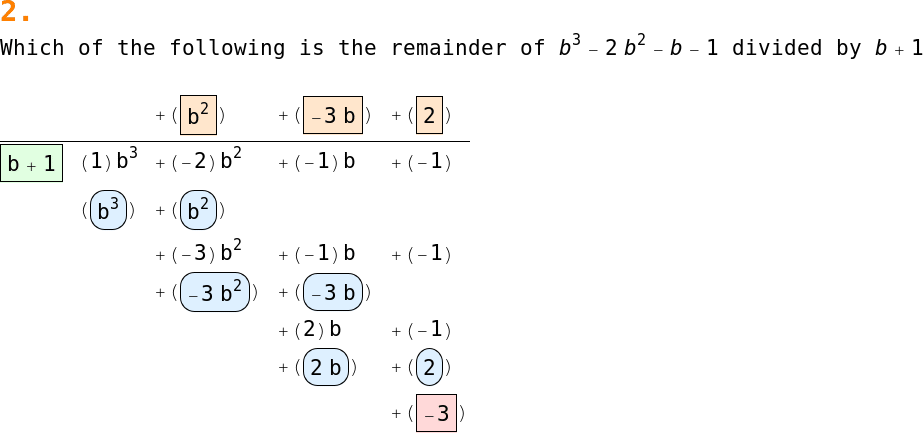 2.
Which of the following is the remainder of b³ − 2 b² − b − 1 divided by b + 1
+ ( b² ) + ( −3 b ) + ( 2 )
b + 1 (1) b³ + (−2) b² + (−1) b + (−1)
( b³ ) + ( b² )
+ (−3) b² + (−1) b + (−1)
+ ( −3 b² ) + ( −3 b )
+ (2) b + (−1)
+ ( 2 b ) + ( 2 )
+ ( −3 )